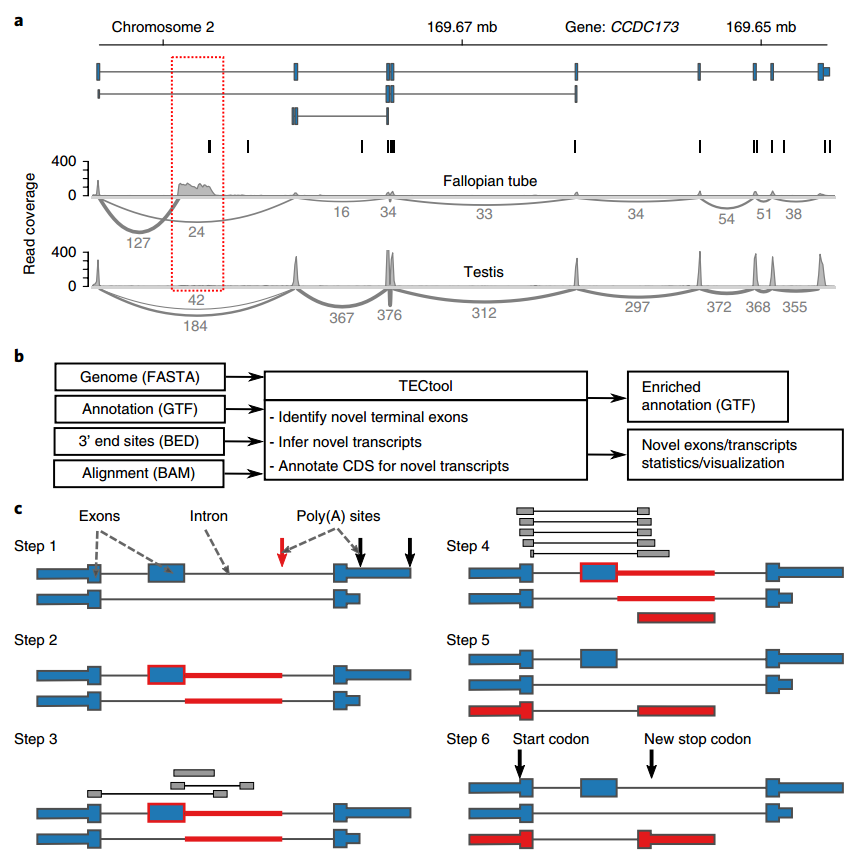 a
Chromosome 2 169.67 mb Gene: CCDC173 169.65 mb
Read coverage
400
0
Fallopian tube
127 24 16 34 33 34 54 51 38
400
0
Testis
42
184 367 376 312 297 372 368 355
b
Genome (FASTA)
Annotation (GTF)
3' end sites (BED)
Alignment (BAM)
TECtool
- Identify novel terminal exons
- Infer novel transcripts
- Annotate CDS for novel transcripts
Enriched
annotation (GTF)
Novel exons/transcripts
statistics/visualization
c
Exons Intron Poly(A) sites
Step 1
Step 2
Step 3
Step 4
Step 5
Step 6 Start codon New stop codon